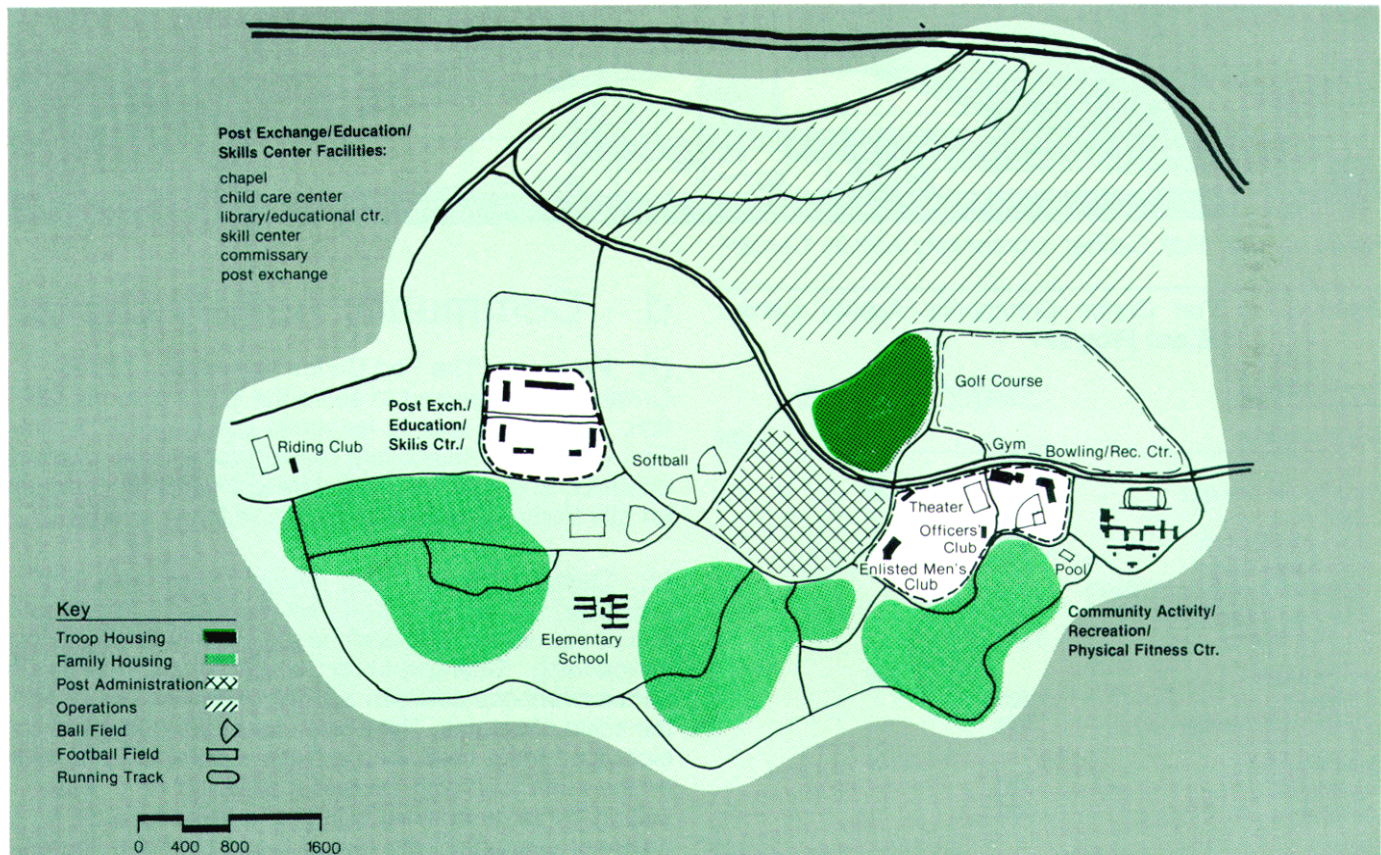 Post Exchange/Education/
Skills Center Facilities:
chapel
child care center
library/educational ctr.
skill center
commissary
post exchange
Golf Course
Post Exch./
Education/
Skills Ctr./
Riding Club
Softball
Gym
Bowling/Rec. Ctr.
Theater
Officers'
Club
Enlisted Men's
Club
Pool
Elementary
School
Community Activity/
Recreation/
Physical Fitness Ctr.
Key
Troop Housing
Family Housing
Post Administration
Operations
Ball Field
Football Field
Running Track
0 400 800 1600